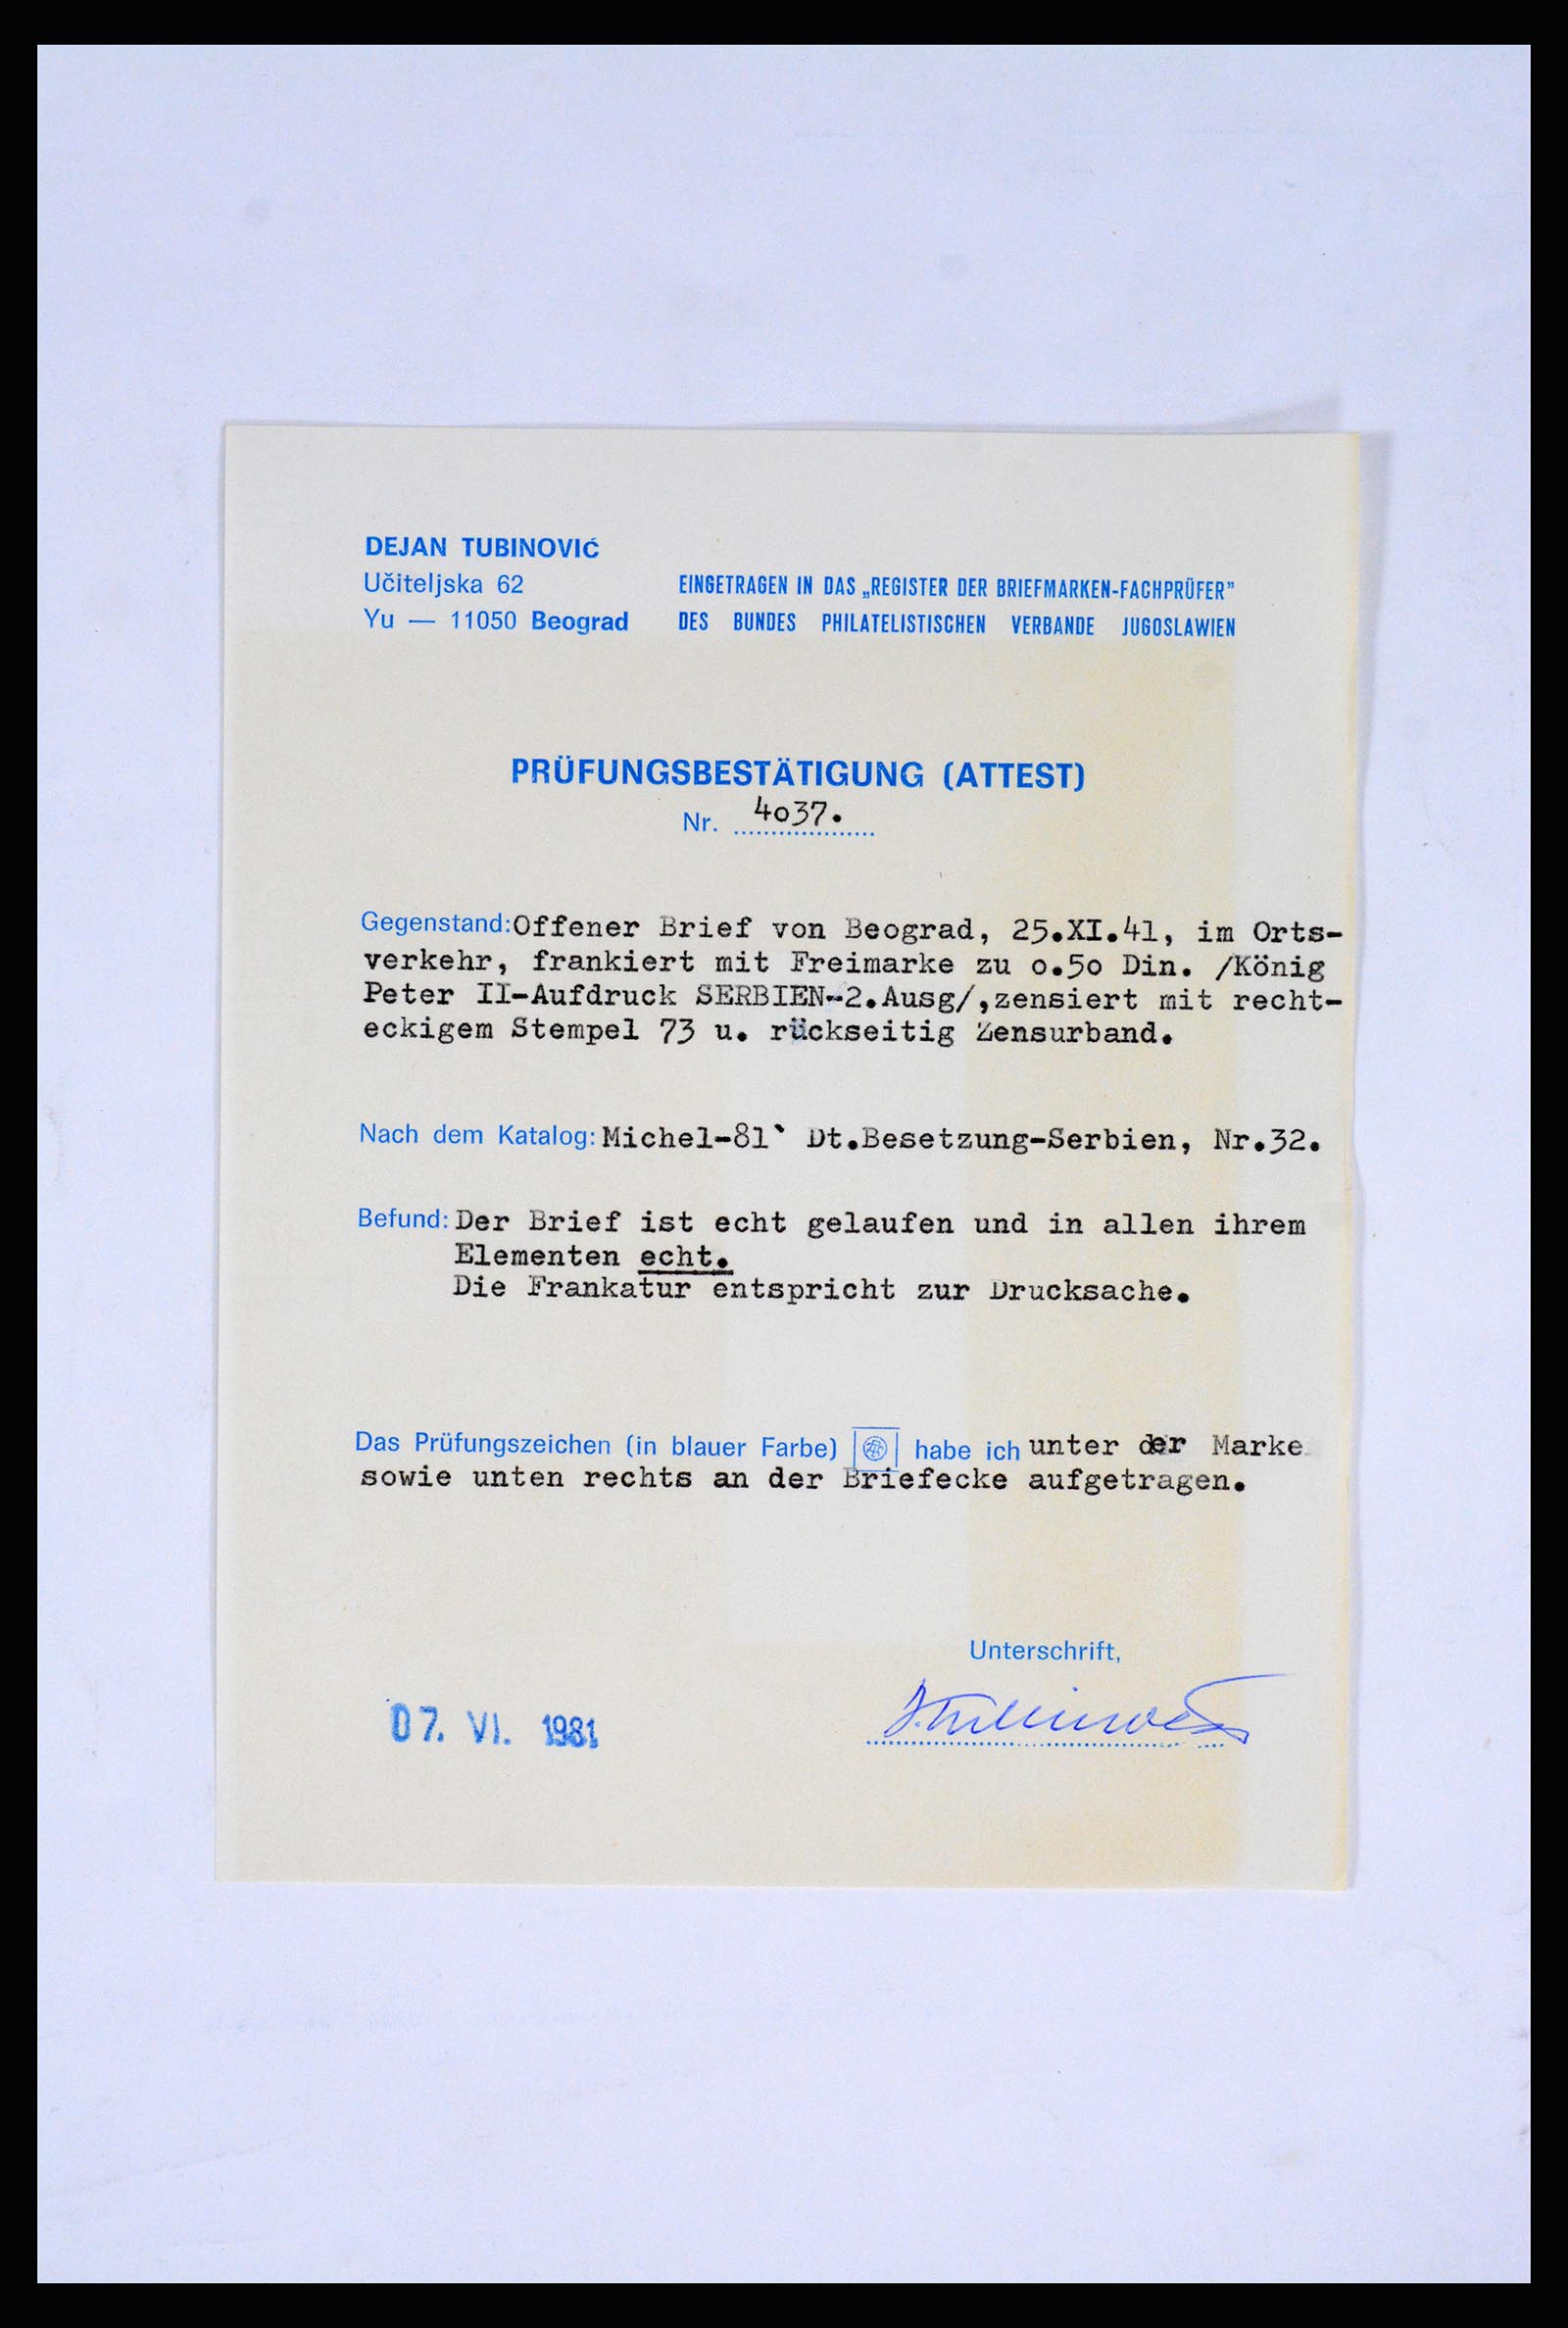 DEJAN TUBINOVIĆ
Učiteljska 62
Yu — 11050 Beograd
EINGETRAGEN IN DAS „REGISTER DER BRIEFMARKEN-FACHPRÜFER"
DES BUNDES PHILATELISTISCHEN VERBANDE JUGOSLAWIEN
PRÜFUNGSBESTÄTIGUNG (ATTEST)
Nr. 4037.
Gegenstand: Offener Brief von Beograd, 25.XI.41, im Orts-
verkehr, frankiert mit Freimarke zu o.5o Din. /König
Peter II-Aufdruck SERBIEN-2.Ausg/,zensiert mit recht-
eckigem Stempel 73 u. rückseitig Zensurband.
Nach dem Katalog: Michel-81` Dt.Besetzung-Serbien, Nr.32.
Befund: Der Brief ist echt gelaufen und in allen ihrem
Elementen echt.
Die Frankatur entspricht zur Drucksache.
Das Prüfungszeichen (in blauer Farbe) habe ich unter der Marke
sowie unten rechts an der Briefecke aufgetragen.
Unterschrift,
07. VI. 1981